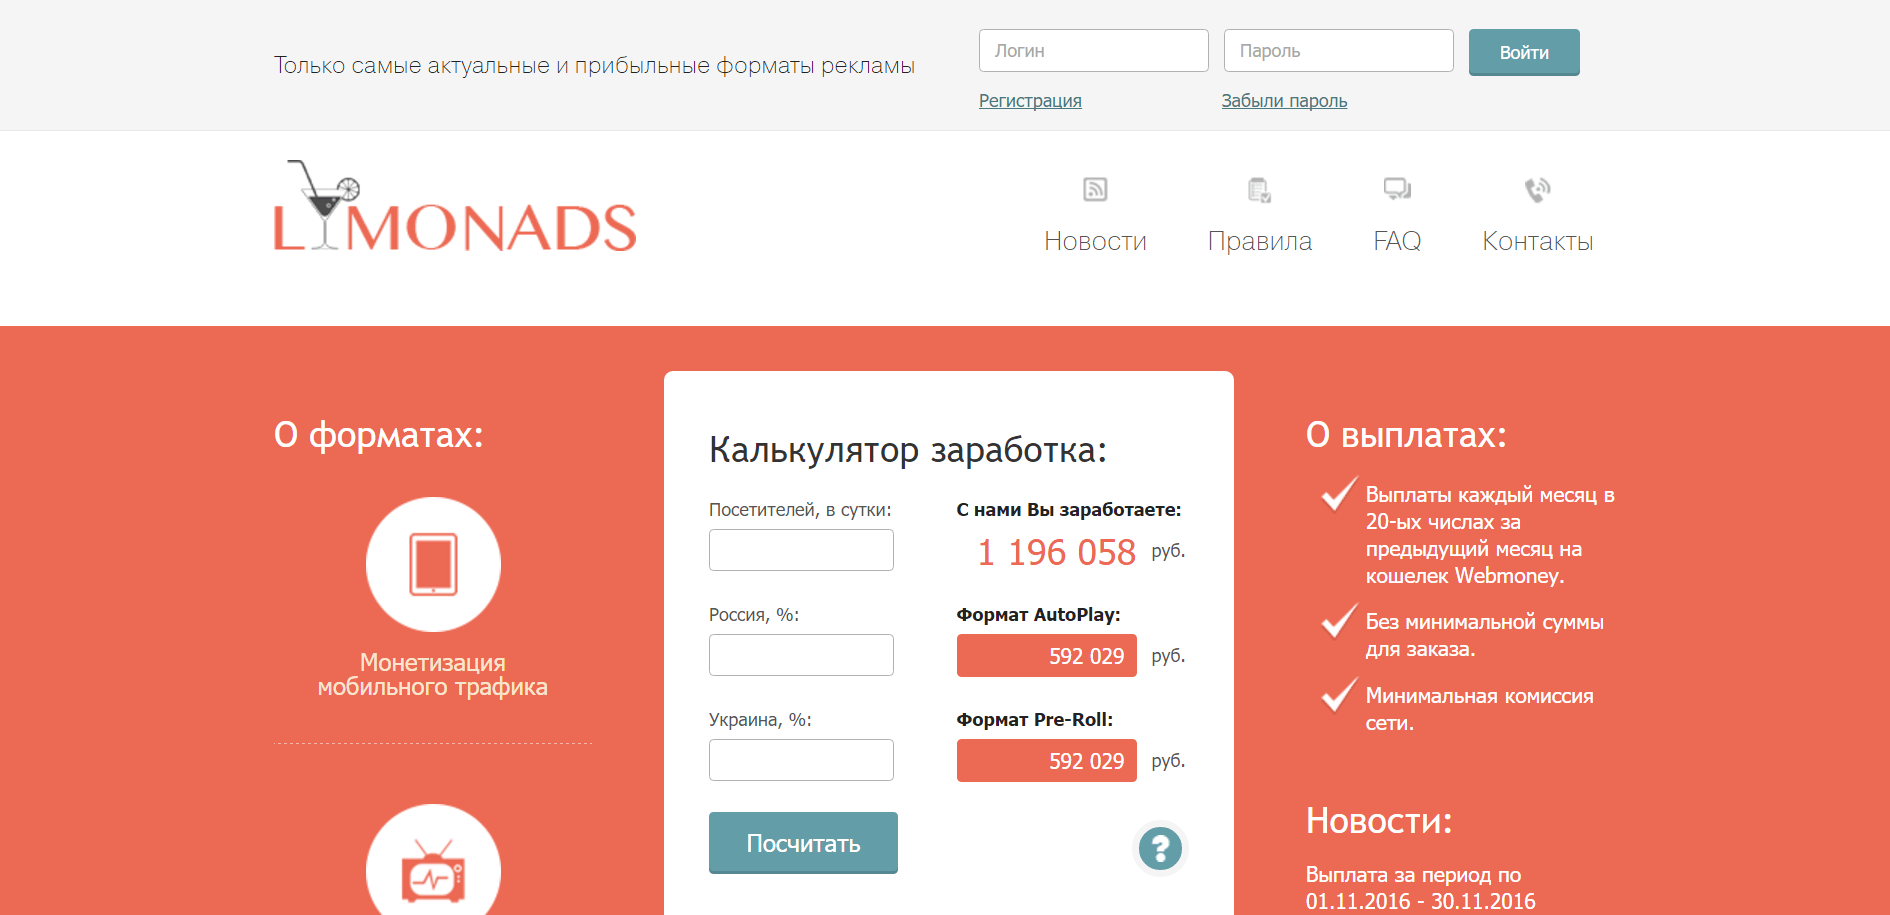 Только самые актуальные и прибыльные форматы рекламы
Логин
Пароль
Войти
Регистрация
Забыли пароль
LYMONADS
Новости
Правила
FAQ
Контакты
О форматах:
Монетизация
мобильного трафика
Калькулятор заработка:
Посетителей, в сутки:
С нами Вы заработаете:
1 196 058 руб.
Россия, %:
Формат AutoPlay:
592 029 руб.
Украина, %:
Формат Pre-Roll:
592 029 руб.
Посчитать
?
О выплатах:
Выплаты каждый месяц в
20-ых числах за
предыдущий месяц на
кошелек Webmoney.
Без минимальной суммы
для заказа.
Минимальная комиссия
сети.
Новости:
Выплата за период по
01.11.2016 - 30.11.2016